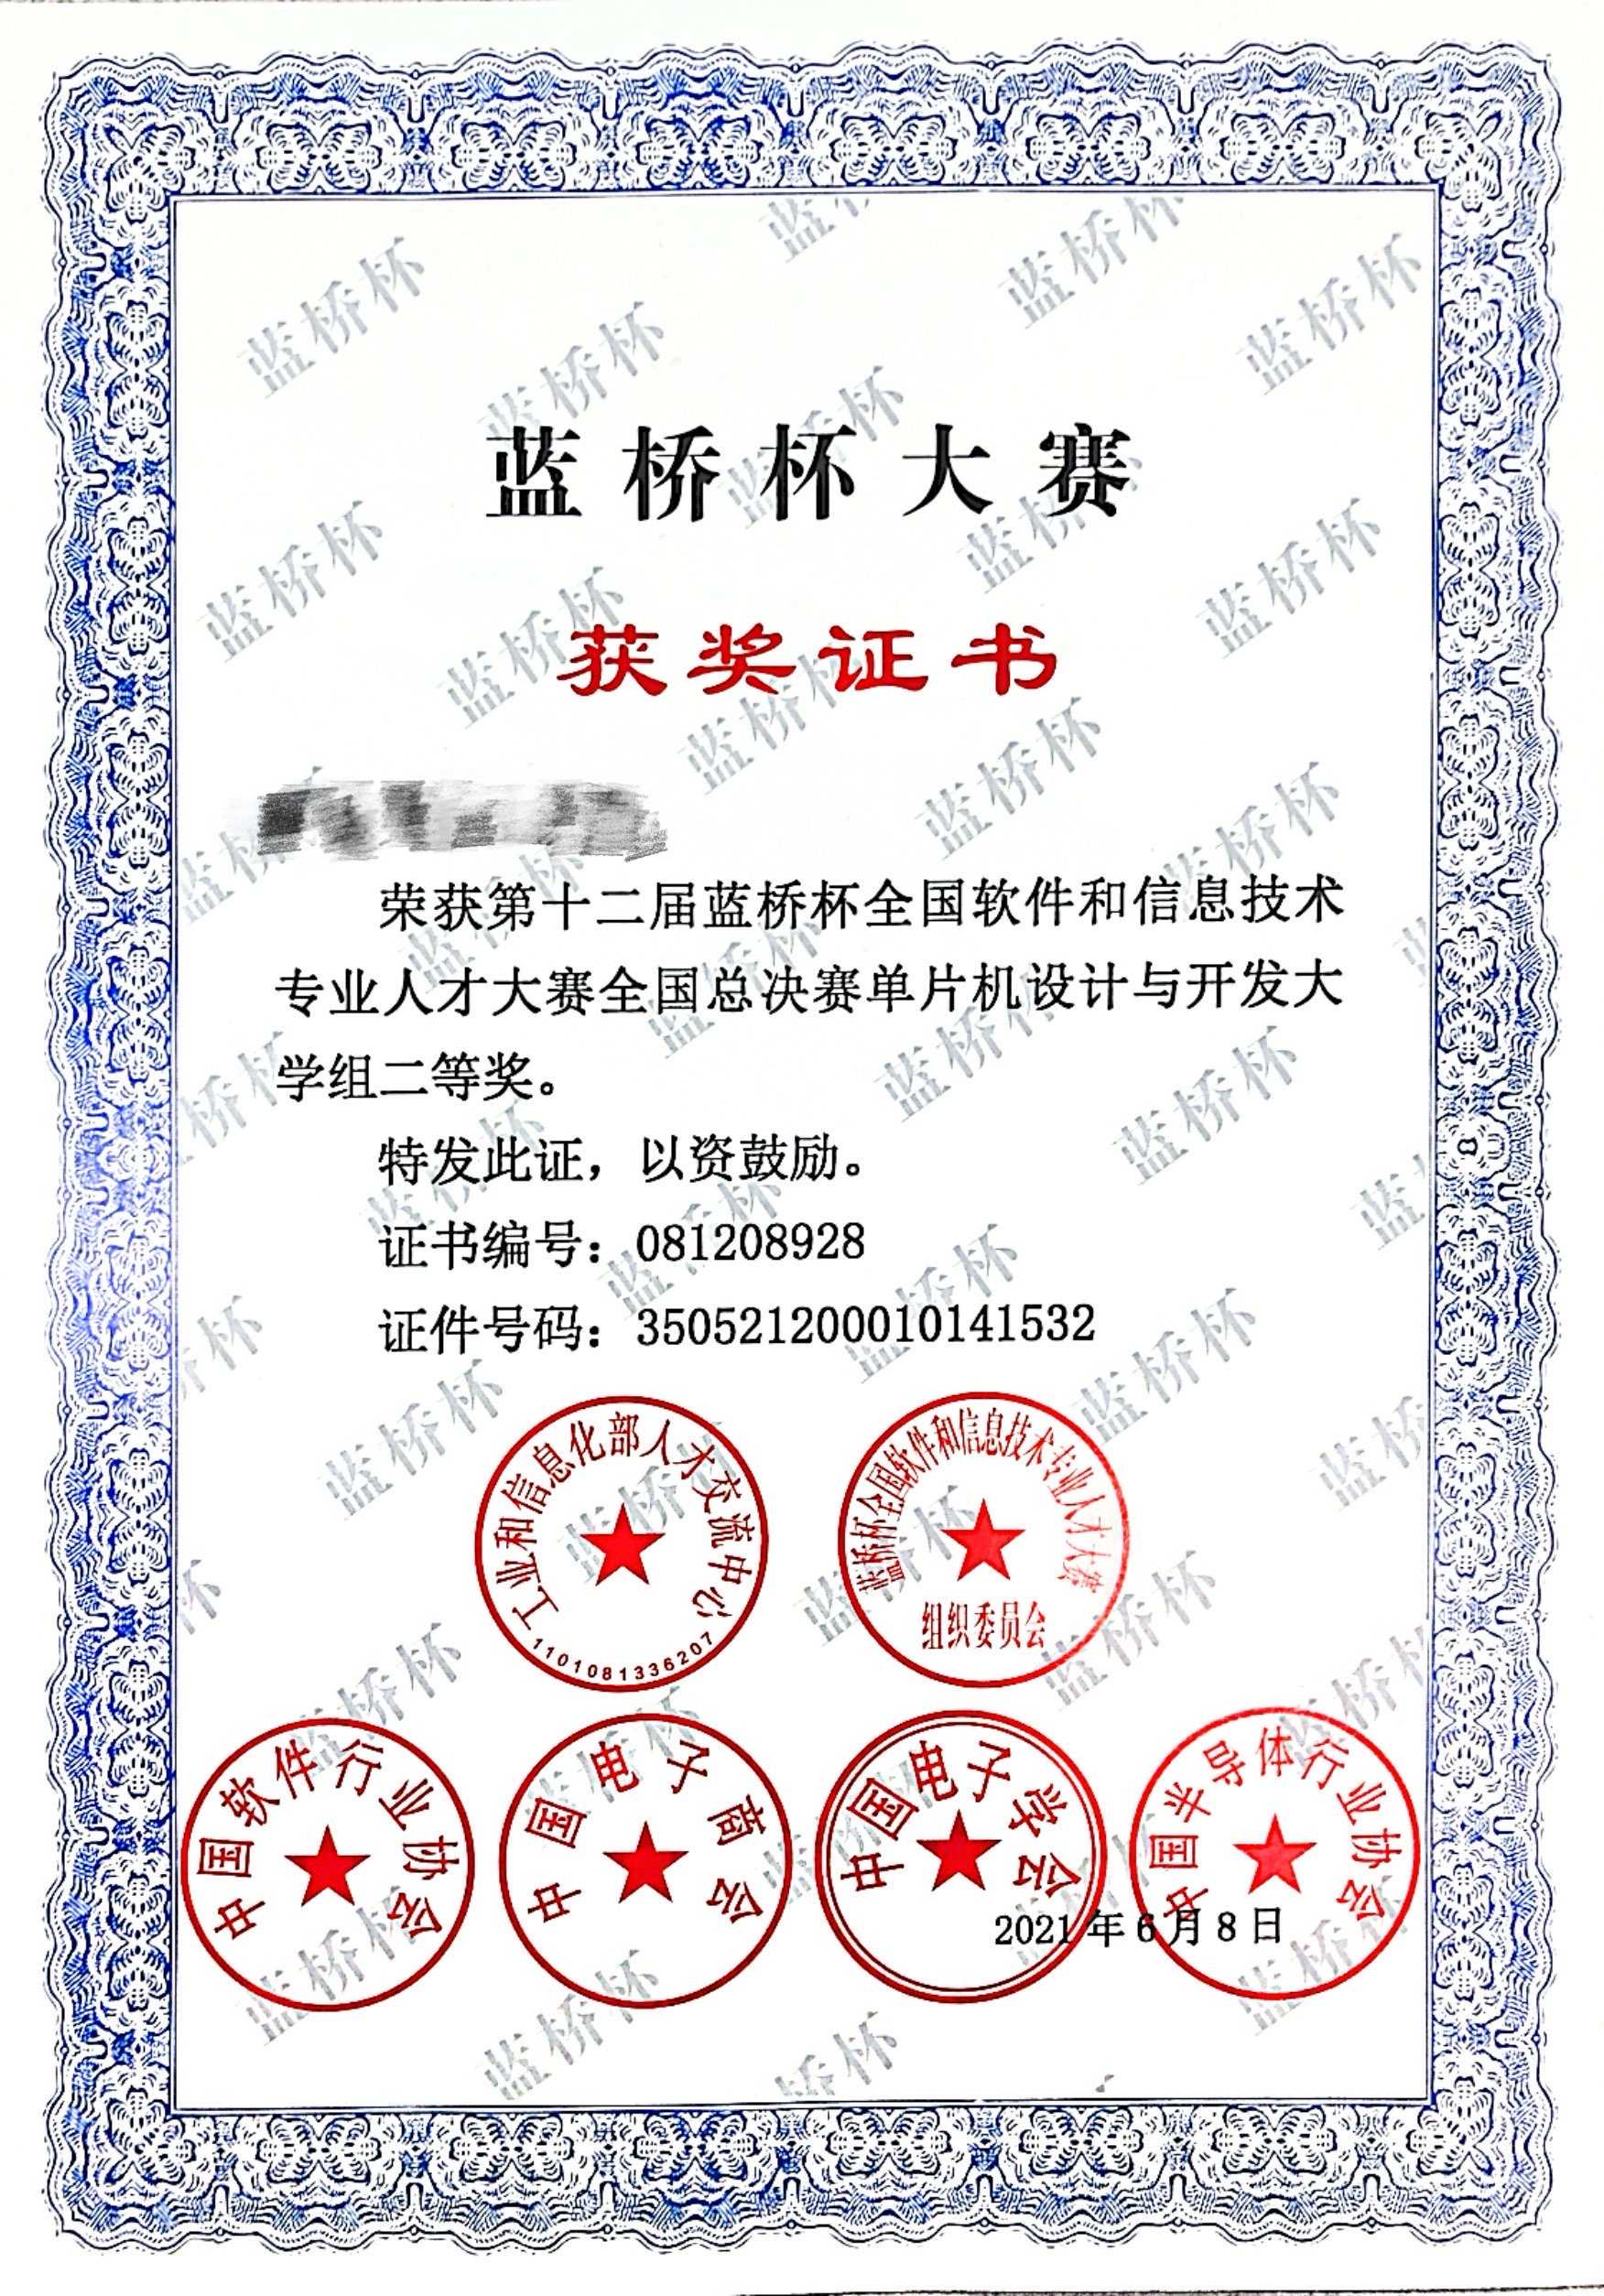 蓝桥杯大赛
获奖证书
荣获第十二届蓝桥杯全国软件和信息技术
专业人才大赛全国总决赛单片机设计与开发大
学组二等奖。
特发此证，以资鼓励。
证书编号：081208928
证件号码：350521200010141532
工业和信息化部人才交流中心
1101081336207
蓝桥杯全国软件和信息技术专业人才大赛
组织委员会
中国软件行业协会
中国电子商会
中国电子学会
中国半导体行业协会
2021年6月8日